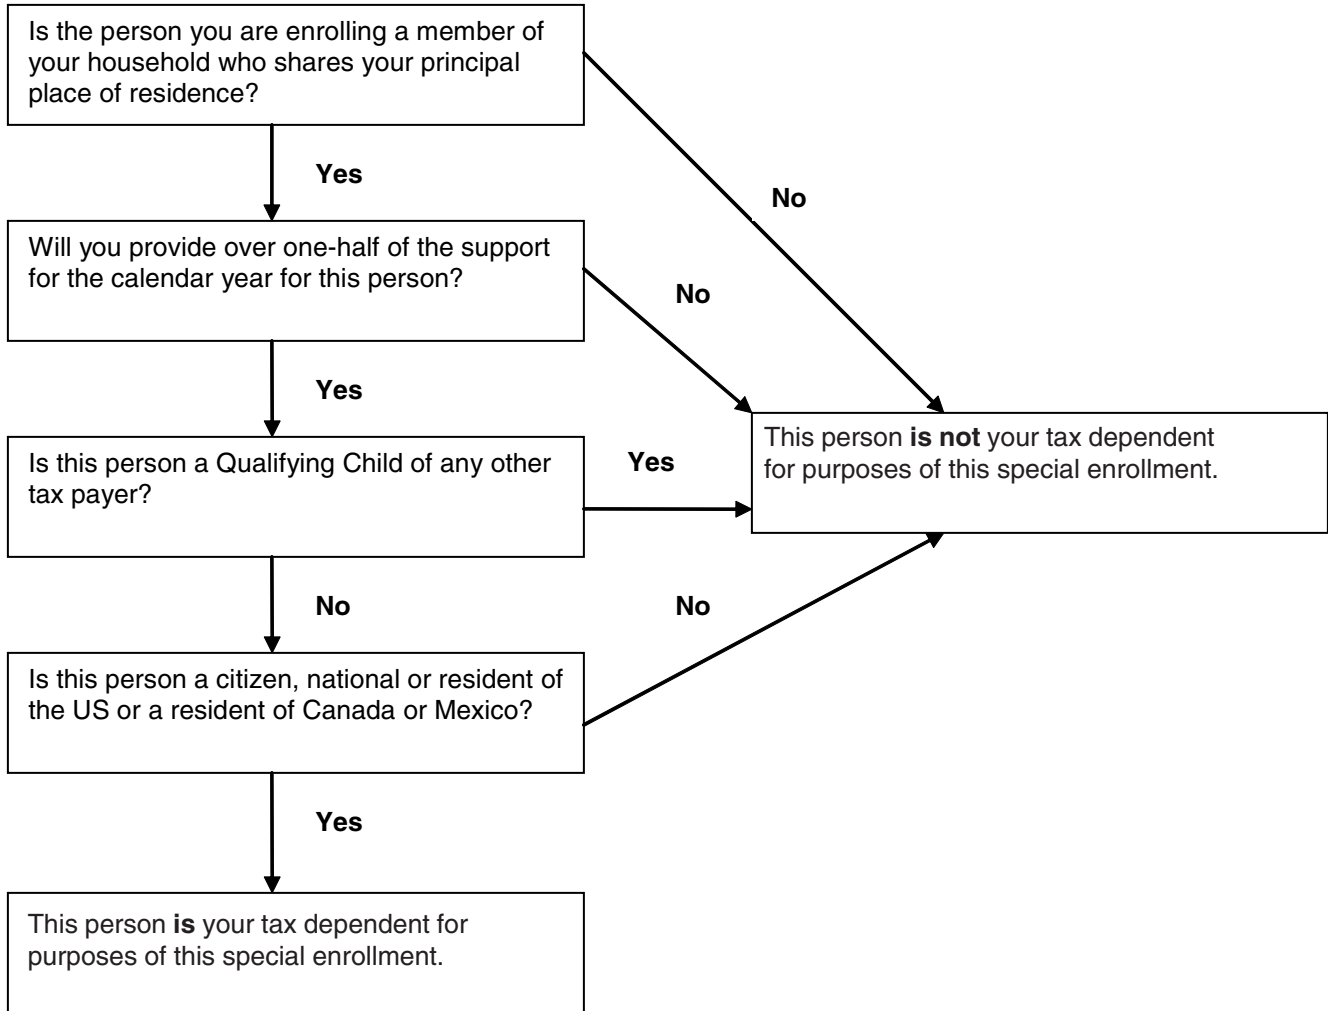 Is the person you are enrolling a member of
your household who shares your principal
place of residence?
Yes
No
Will you provide over one-half of the support
for the calendar year for this person?
No
Yes
This person is not your tax dependent
for purposes of this special enrollment.
Is this person a Qualifying Child of any other
tax payer?
Yes
No
No
Is this person a citizen, national or resident of
the US or a resident of Canada or Mexico?
Yes
This person is your tax dependent for
purposes of this special enrollment.